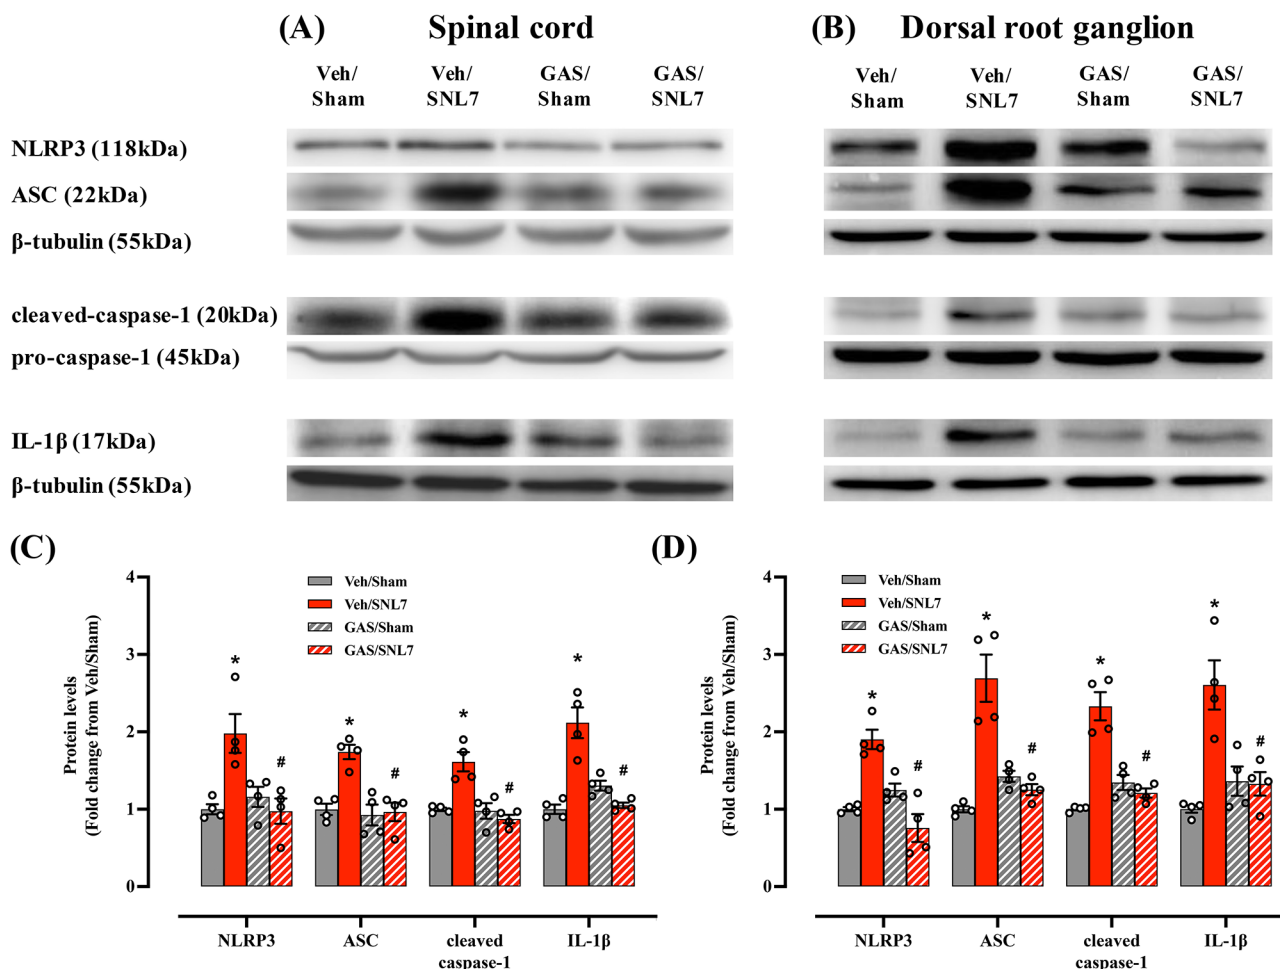 (A) Spinal cord
Veh/
Sham
Veh/
SNL7
GAS/
Sham
GAS/
SNL7
(B) Dorsal root ganglion
Veh/
Sham
Veh/
SNL7
GAS/
Sham
GAS/
SNL7
NLRP3 (118kDa)
ASC (22kDa)
β-tubulin (55kDa)
cleaved-caspase-1 (20kDa)
pro-caspase-1 (45kDa)
IL-1β (17kDa)
β-tubulin (55kDa)
(C)
Protein levels
(Fold change from Veh/Sham)
4
3
2
1
0
Veh/Sham
Veh/SNL7
GAS/Sham
GAS/SNL7
*
#
*
#
*
#
*
#
NLRP3
ASC
cleaved
caspase-1
IL-1β
(D)
Protein levels
(Fold change from Veh/Sham)
4
3
2
1
0
Veh/Sham
Veh/SNL7
GAS/Sham
GAS/SNL7
*
#
*
#
*
#
*
#
NLRP3
ASC
cleaved
caspase-1
IL-1β